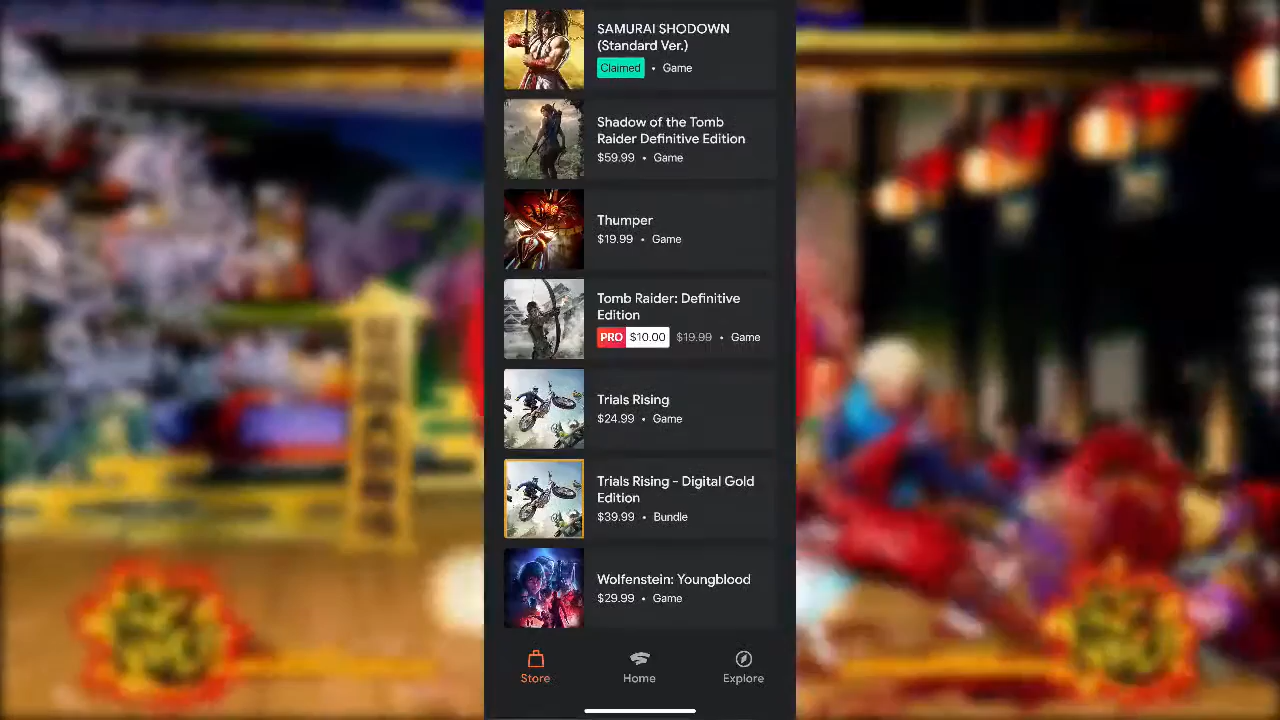 SAMURAI SHODOWN
(Standard Ver.)
Claimed • Game
Shadow of the Tomb
Raider Definitive Edition
$59.99 • Game
Thumper
$19.99 • Game
Tomb Raider: Definitive
Edition
PRO $10.00 $19.99 • Game
Trials Rising
$24.99 • Game
Trials Rising - Digital Gold
Edition
$39.99 • Bundle
Wolfenstein: Youngblood
$29.99 • Game
Store
Home
Explore